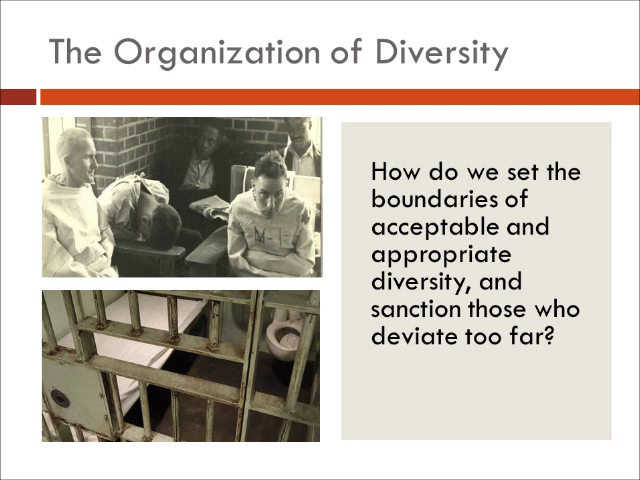 The Organization of Diversity
How do we set the
boundaries of
acceptable and
appropriate
diversity, and
sanction those who
deviate too far?